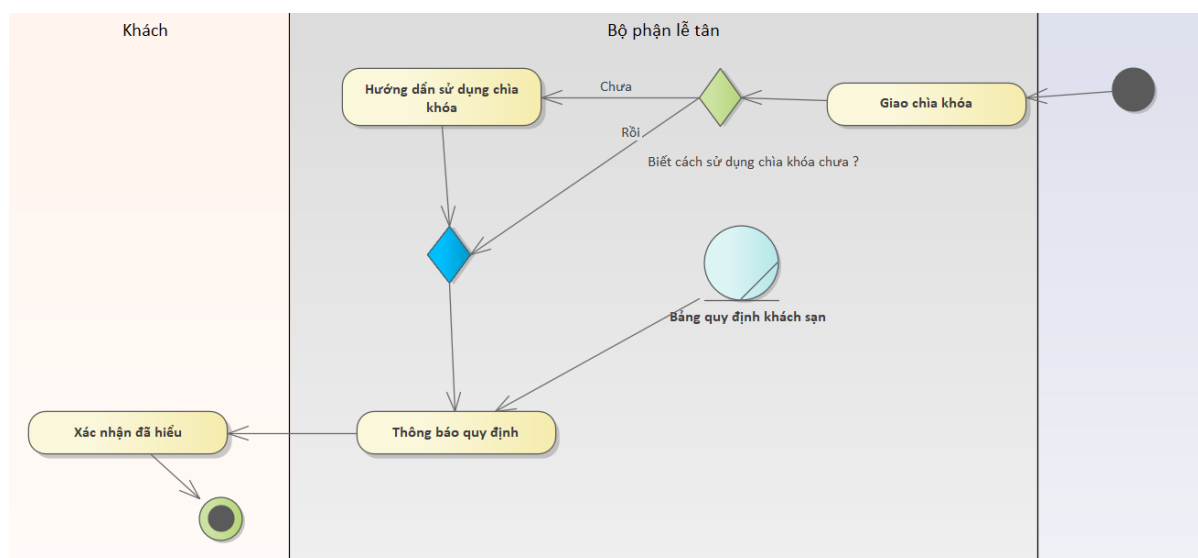 Khách
Bộ phận lễ tân
Hướng dẩn sử dụng chìa
khóa
Chưa
Giao chìa khóa
Rồi
Biết cách sử dụng chìa khóa chưa ?
Bảng quy định khách sạn
Xác nhận đã hiểu
Thông báo quy định